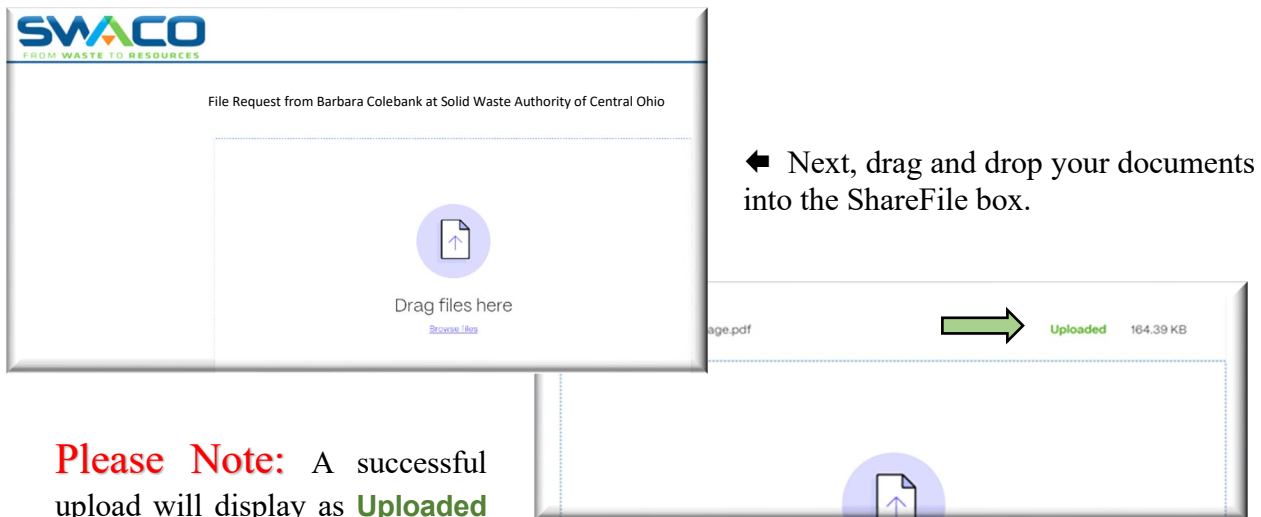 SWACO
FROM WASTE TO RESOURCES
File Request from Barbara Colebank at Solid Waste Authority of Central Ohio
Drag files here
Browse files
🡸 Next, drag and drop your documents
into the ShareFile box.
age.pdf Uploaded 164.39 KB
Please Note: A successful
upload will display as Uploaded